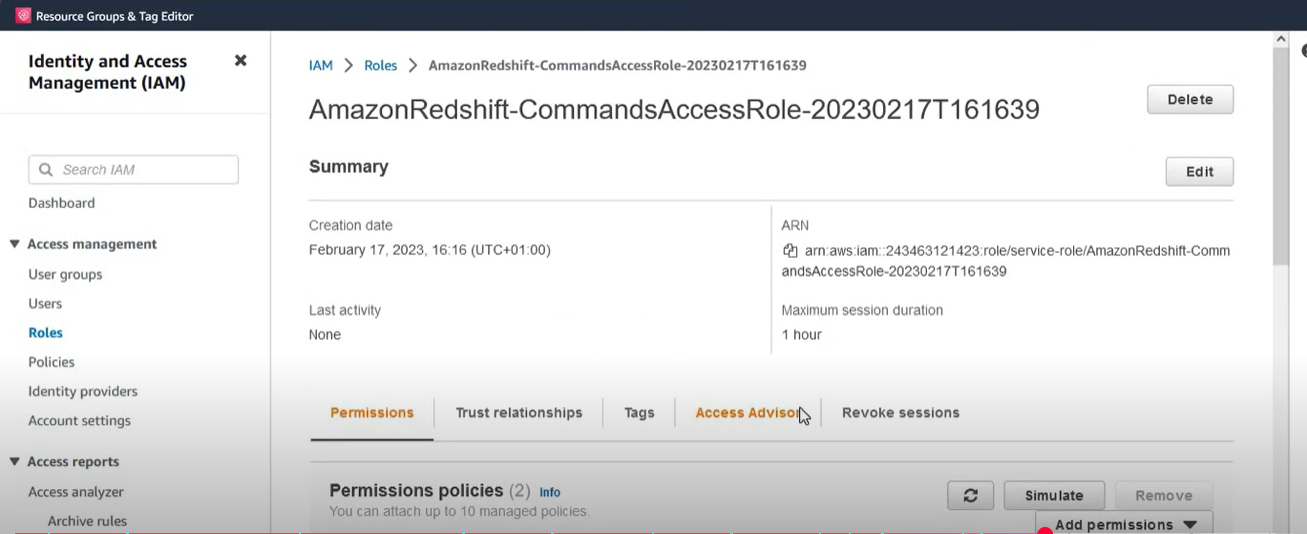 Resource Groups & Tag Editor
Identity and Access
Management (IAM)
Search IAM
Dashboard
Access management
User groups
Users
Roles
Policies
Identity providers
Account settings
Access reports
Access analyzer
Archive rules
IAM > Roles > AmazonRedshift-CommandsAccessRole-20230217T161639
AmazonRedshift-CommandsAccessRole-20230217T161639
Delete
Summary
Edit
Creation date
February 17, 2023, 16:16 (UTC+01:00)
ARN
arn:aws:iam::243463121423:role/service-role/AmazonRedshift-Comm
andsAccessRole-20230217T161639
Last activity
None
Maximum session duration
1 hour
Permissions
Trust relationships
Tags
Access Advisor
Revoke sessions
Permissions policies (2) Info
You can attach up to 10 managed policies.
Simulate
Remove
Add permissions